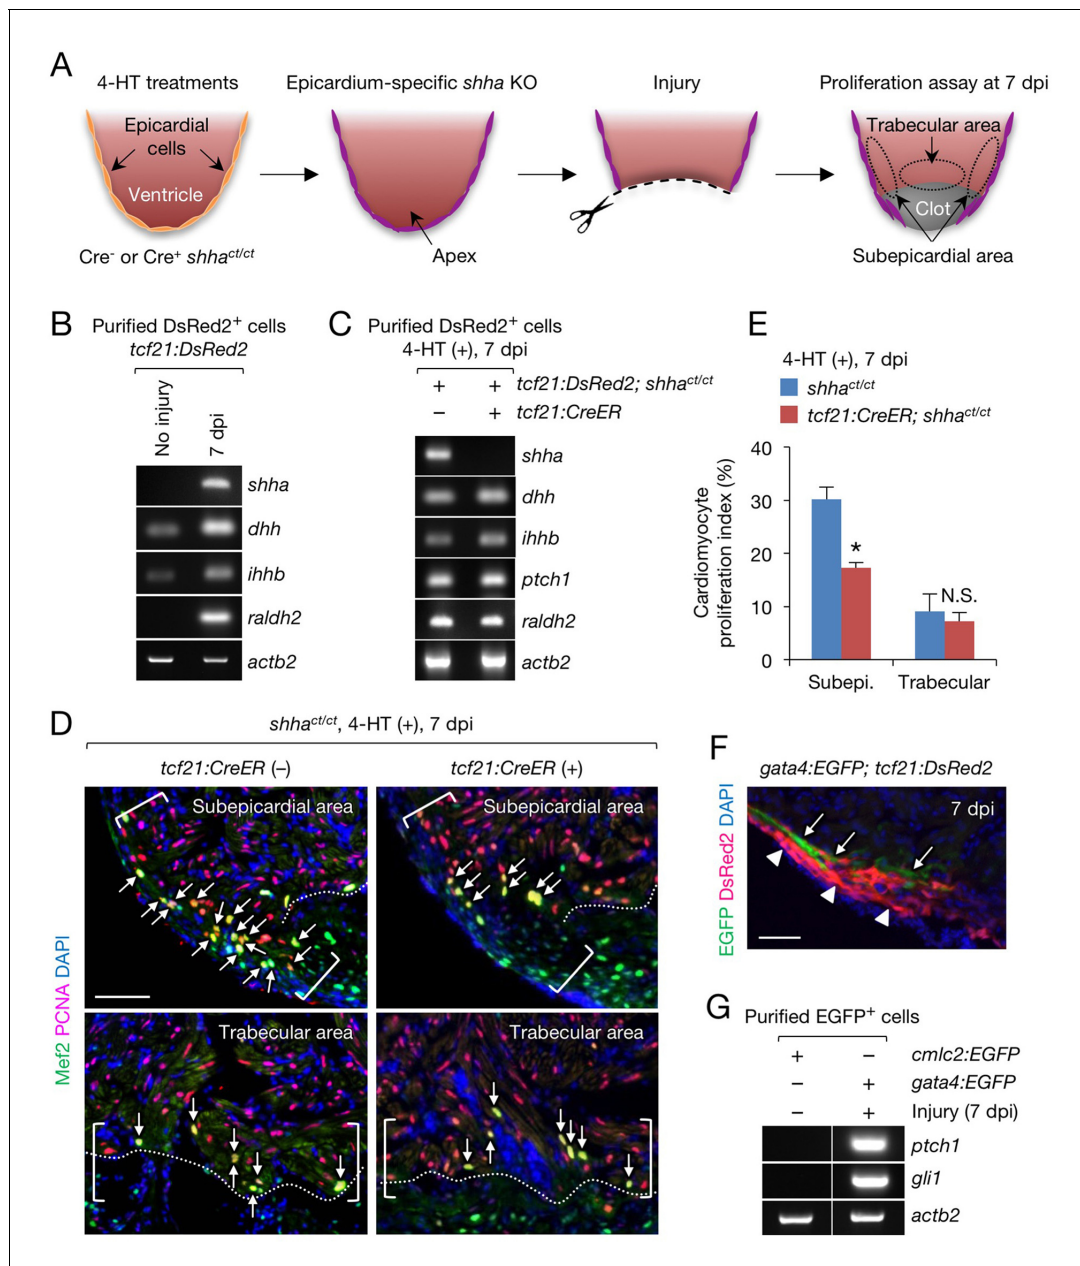 A
4-HT treatments
Epicardial
cells
Ventricle
Cre- or Cre+ shhact/ct
Epicardium-specific shha KO
Apex
Injury
Proliferation assay at 7 dpi
Trabecular area
Clot
Subepicardial area
B
Purified DsRed2+ cells
tcf21:DsRed2
No injury
7 dpi
shha
dhh
ihhb
raldh2
actb2
C
Purified DsRed2+ cells
4-HT (+), 7 dpi
+ + tcf21:DsRed2; shhact/ct
– + tcf21:CreER
shha
dhh
ihhb
ptch1
raldh2
actb2
E
4-HT (+), 7 dpi
shhact/ct
tcf21:CreER; shhact/ct
Cardiomyocyte
proliferation index (%)
40
30
20
10
0
*
N.S.
Subepi.
Trabecular
D
shhact/ct, 4-HT (+), 7 dpi
tcf21:CreER (–)
tcf21:CreER (+)
Mef2 PCNA DAPI
Subepicardial area
Subepicardial area
Trabecular area
Trabecular area
F
gata4:EGFP; tcf21:DsRed2
EGFP DsRed2 DAPI
7 dpi
G
Purified EGFP+ cells
+ – cmlc2:EGFP
– + gata4:EGFP
– + Injury (7 dpi)
ptch1
gli1
actb2